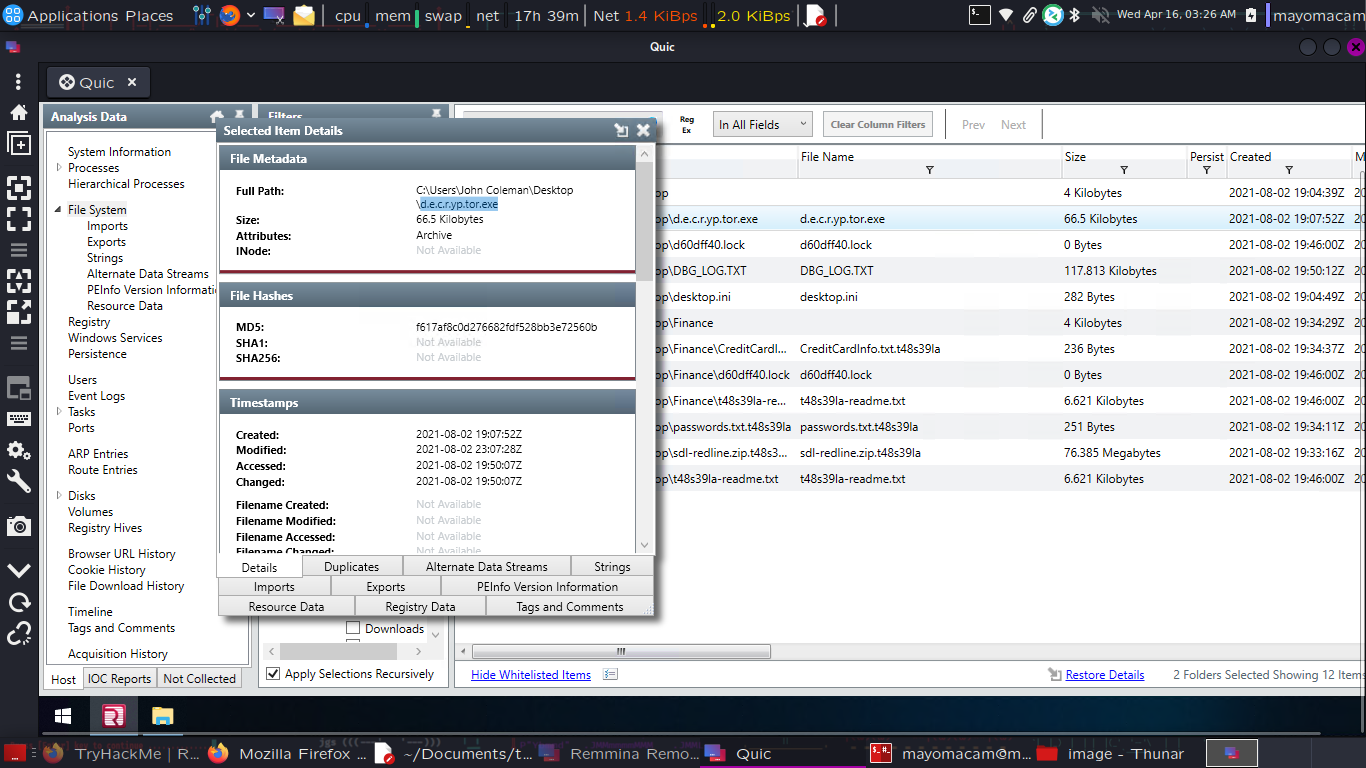 Applications Places cpu mem swap net 17h 39m Net 1.4 KiBps 2.0 KiBps Wed Apr 16, 03:26 AM mayomacam
Quic
Quic
Analysis Data
System Information
Processes
Hierarchical Processes
File System
Imports
Exports
Strings
Alternate Data Streams
PEInfo Version Informati
Resource Data
Registry
Windows Services
Persistence
Users
Event Logs
Tasks
Ports
ARP Entries
Route Entries
Disks
Volumes
Registry Hives
Browser URL History
Cookie History
File Download History
Timeline
Tags and Comments
Acquisition History
Host IOC Reports Not Collected
Filters
Selected Item Details
File Metadata
Full Path: C:\Users\John Coleman\Desktop
\d.e.c.r.yp.tor.exe
Size: 66.5 Kilobytes
Attributes: Archive
INode: Not Available
File Hashes
MD5: f617af8c0d276682fdf528bb3e72560b
SHA1: Not Available
SHA256: Not Available
Timestamps
Created: 2021-08-02 19:07:52Z
Modified: 2021-08-02 23:07:28Z
Accessed: 2021-08-02 19:50:07Z
Changed: 2021-08-02 19:50:07Z
Filename Created: Not Available
Filename Modified: Not Available
Filename Accessed: Not Available
Filename Changed: Not Available
Details Duplicates Alternate Data Streams Strings
Imports Exports PEInfo Version Information
Resource Data Registry Data Tags and Comments
Downloads
Apply Selections Recursively
Reg
Ex
In All Fields Clear Column Filters Prev Next
File Name Size Persist Created M
op 4 Kilobytes 2021-08-02 19:04:39Z 20
op\d.e.c.r.yp.tor.exe d.e.c.r.yp.tor.exe 66.5 Kilobytes 2021-08-02 19:07:52Z 20
op\d60dff40.lock d60dff40.lock 0 Bytes 2021-08-02 19:46:00Z 20
op\DBG_LOG.TXT DBG_LOG.TXT 117.813 Kilobytes 2021-08-02 19:50:12Z 20
op\desktop.ini desktop.ini 282 Bytes 2021-08-02 19:04:49Z 20
op\Finance Finance 4 Kilobytes 2021-08-02 19:34:29Z 20
op\Finance\CreditCardI... CreditCardInfo.txt.t48s39la 236 Bytes 2021-08-02 19:34:37Z 20
op\Finance\d60dff40.lock d60dff40.lock 0 Bytes 2021-08-02 19:46:00Z 20
op\Finance\t48s39la-re... t48s39la-readme.txt 6.621 Kilobytes 2021-08-02 19:46:00Z 20
op\passwords.txt.t48s39la passwords.txt.t48s39la 251 Bytes 2021-08-02 19:34:11Z 20
op\sdl-redline.zip.t48s3... sdl-redline.zip.t48s39la 76.385 Megabytes 2021-08-02 19:33:16Z 20
op\t48s39la-readme.txt t48s39la-readme.txt 6.621 Kilobytes 2021-08-02 19:46:00Z 20
Hide Whitelisted Items Restore Details 2 Folders Selected Showing 12 Items
TryHackMe | R... Mozilla Firefox ... ~/Documents/t... Remmina Remo... Quic mayomacam@m... image - Thunar